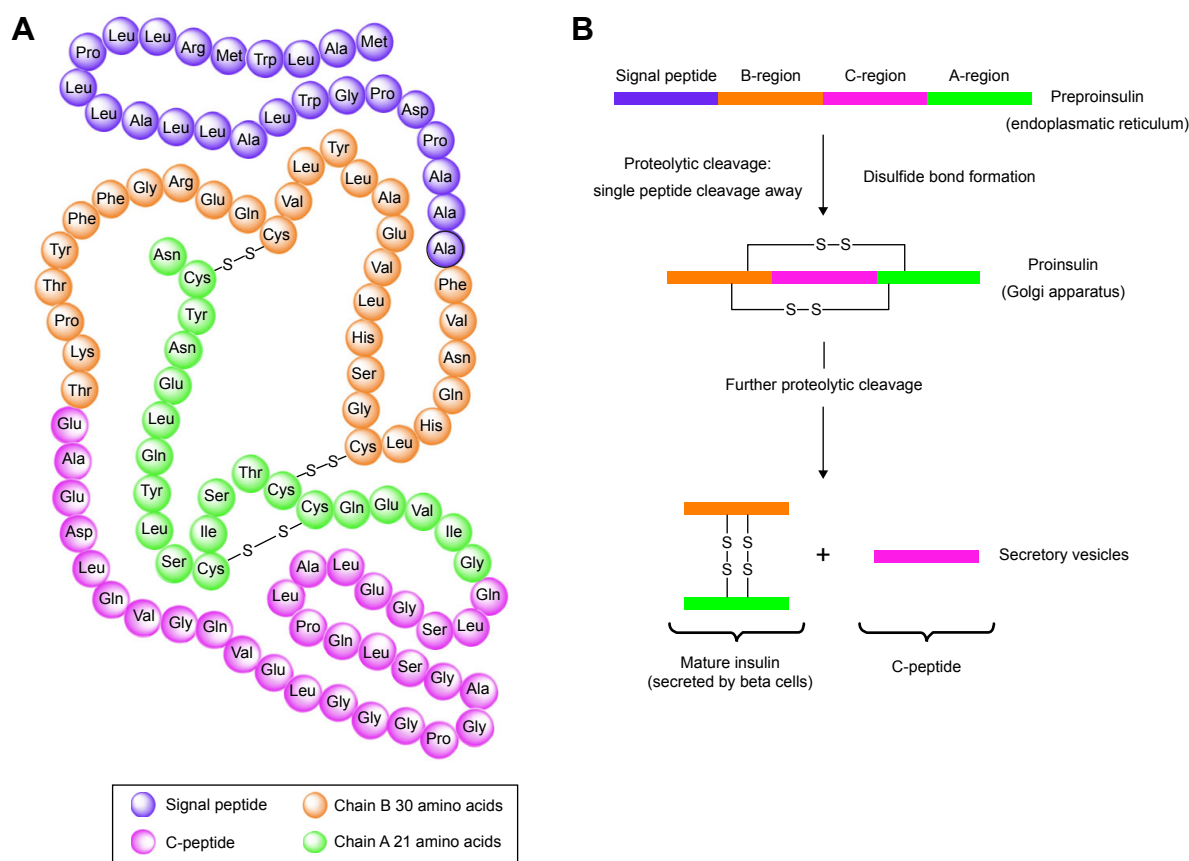 A
Met Ala Leu Trp Met Arg Leu Leu Pro Leu
Leu Ala Leu Leu Ala Leu Trp Gly Pro Asp Pro Ala Ala Ala
Phe Val Asn Gln His Leu Cys Gly Ser His Leu Val Glu Ala Leu Tyr Leu Val Cys
Gln Glu Arg Gly Phe Phe Tyr Thr Pro Lys Thr
Glu Ala Glu Asp Leu Gln Val Gly Gln Val Glu Leu Gly Gly Gly Pro Gly Ala
Gly Ser Leu Gln Pro Leu Ala Leu Glu Gly Ser Leu Gln
Gly Ile Val Glu Gln Cys Cys Thr Ser Ile Cys Ser
Leu Tyr Gln Leu Glu Asn Tyr Cys Asn
S–S
S–S
S–S
Signal peptide
Chain B 30 amino acids
C-peptide
Chain A 21 amino acids
B
Signal peptide
B-region
C-region
A-region
Preproinsulin
(endoplasmatic reticulum)
Proteolytic cleavage:
single peptide cleavage away
Disulfide bond formation
S–S
Proinsulin
(Golgi apparatus)
S–S
Further proteolytic cleavage
S–S
S–S
+
Secretory vesicles
Mature insulin
(secreted by beta cells)
C-peptide